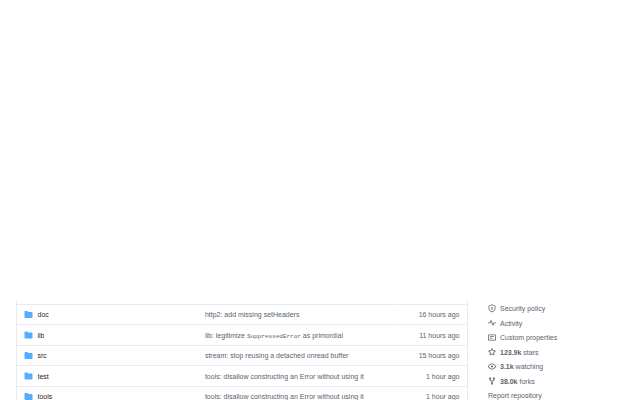 doc http2: add missing setHeaders 16 hours ago
lib lib: legitimize SuppressedError as primordial 11 hours ago
src stream: stop reusing a detached unread buffer 15 hours ago
test tools: disallow constructing an Error without using it 1 hour ago
tools tools: disallow constructing an Error without using it 1 hour ago
Security policy
Activity
Custom properties
123.9k stars
3.1k watching
38.0k forks
Report repository